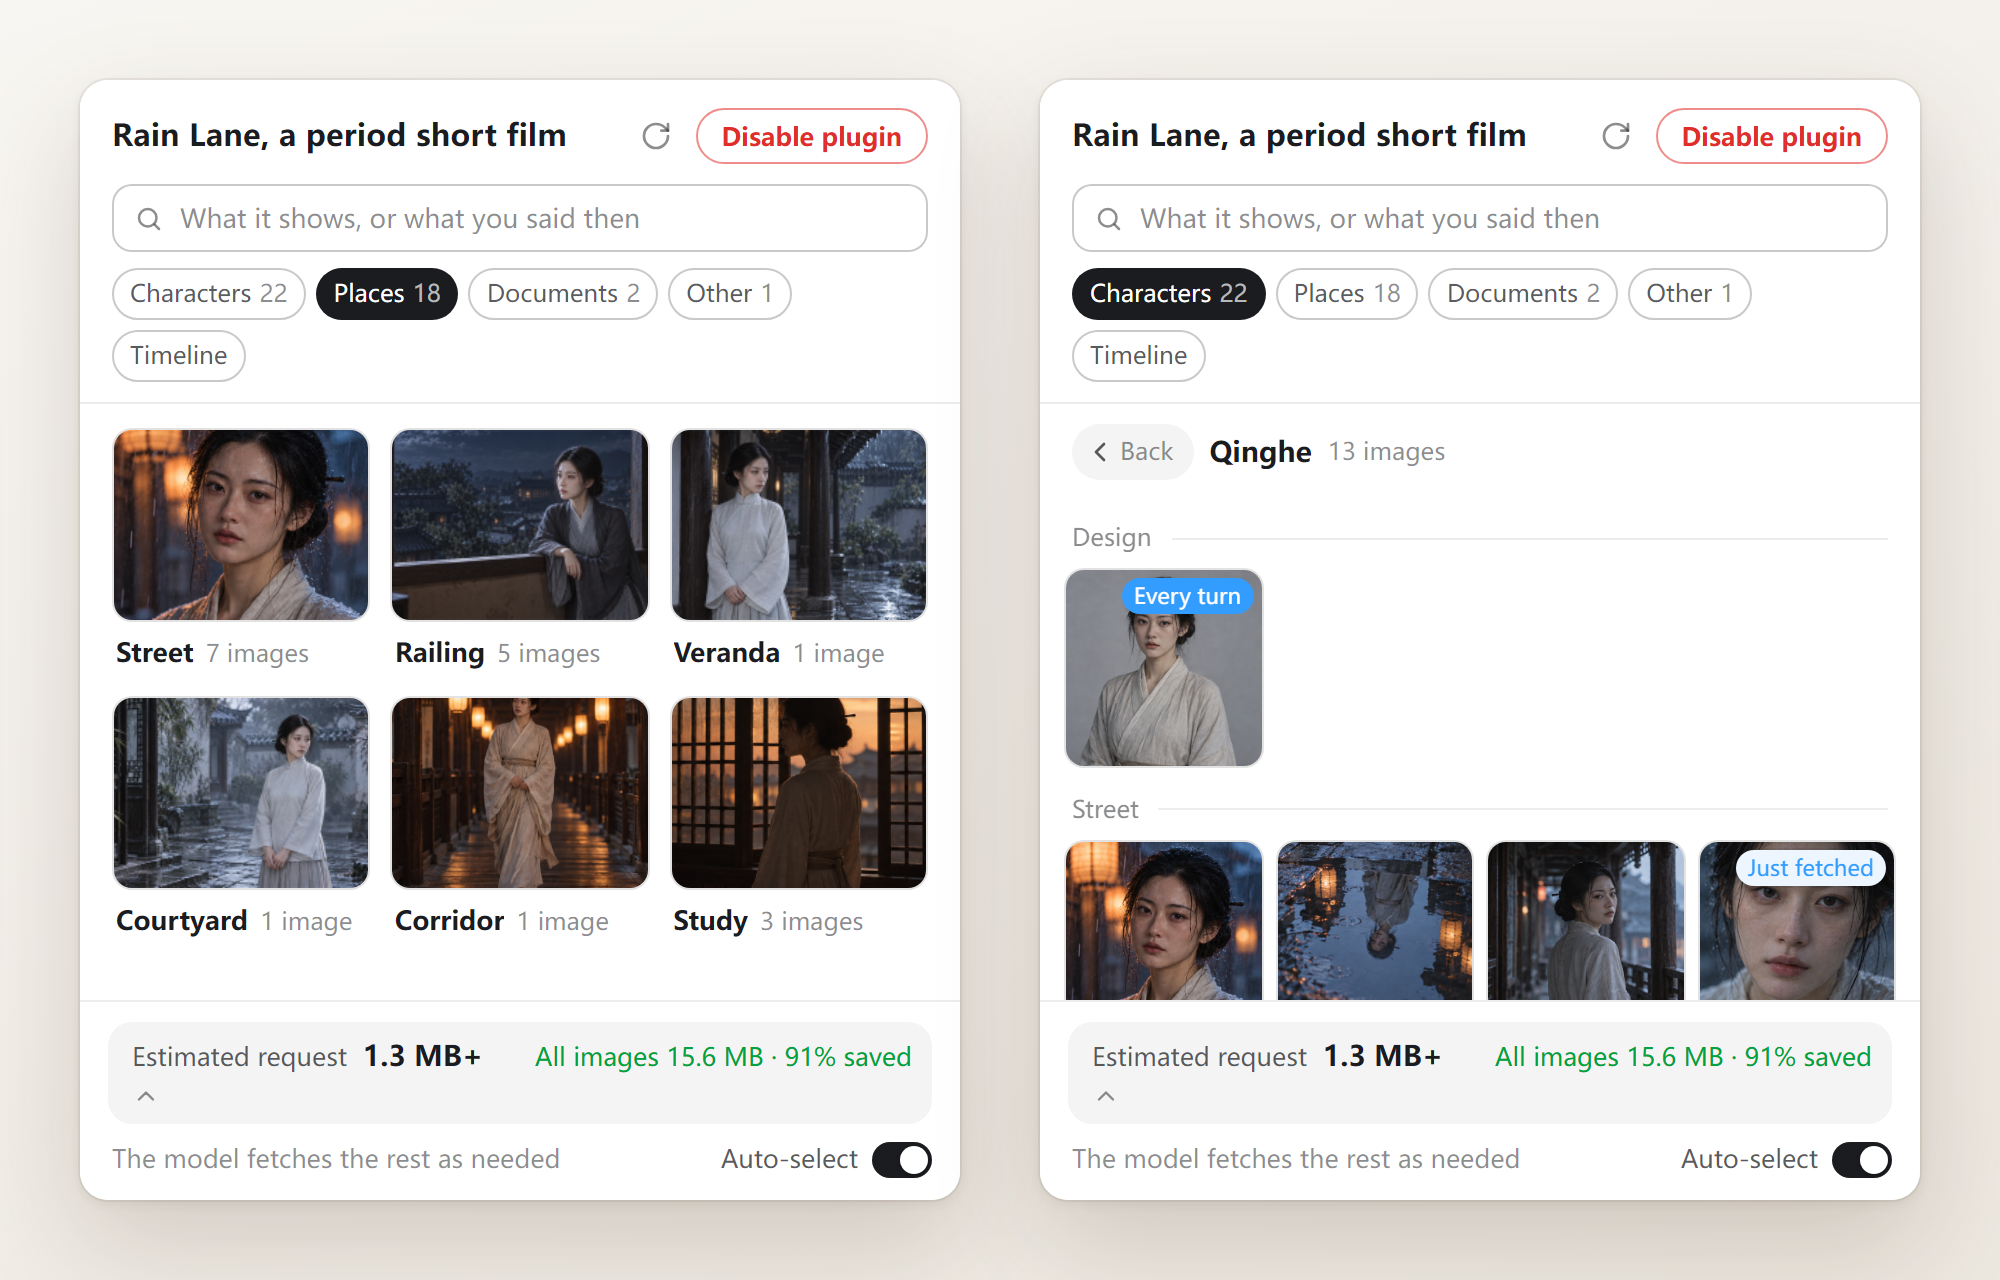 Rain Lane, a period short film
Disable plugin
What it shows, or what you said then
Characters 22
Places 18
Documents 2
Other 1
Timeline
Street 7 images
Railing 5 images
Veranda 1 image
Courtyard 1 image
Corridor 1 image
Study 3 images
Estimated request 1.3 MB+
All images 15.6 MB · 91% saved
The model fetches the rest as needed
Auto-select
Rain Lane, a period short film
Disable plugin
What it shows, or what you said then
Characters 22
Places 18
Documents 2
Other 1
Timeline
Back
Qinghe 13 images
Design
Every turn
Street
Just fetched
Estimated request 1.3 MB+
All images 15.6 MB · 91% saved
The model fetches the rest as needed
Auto-select